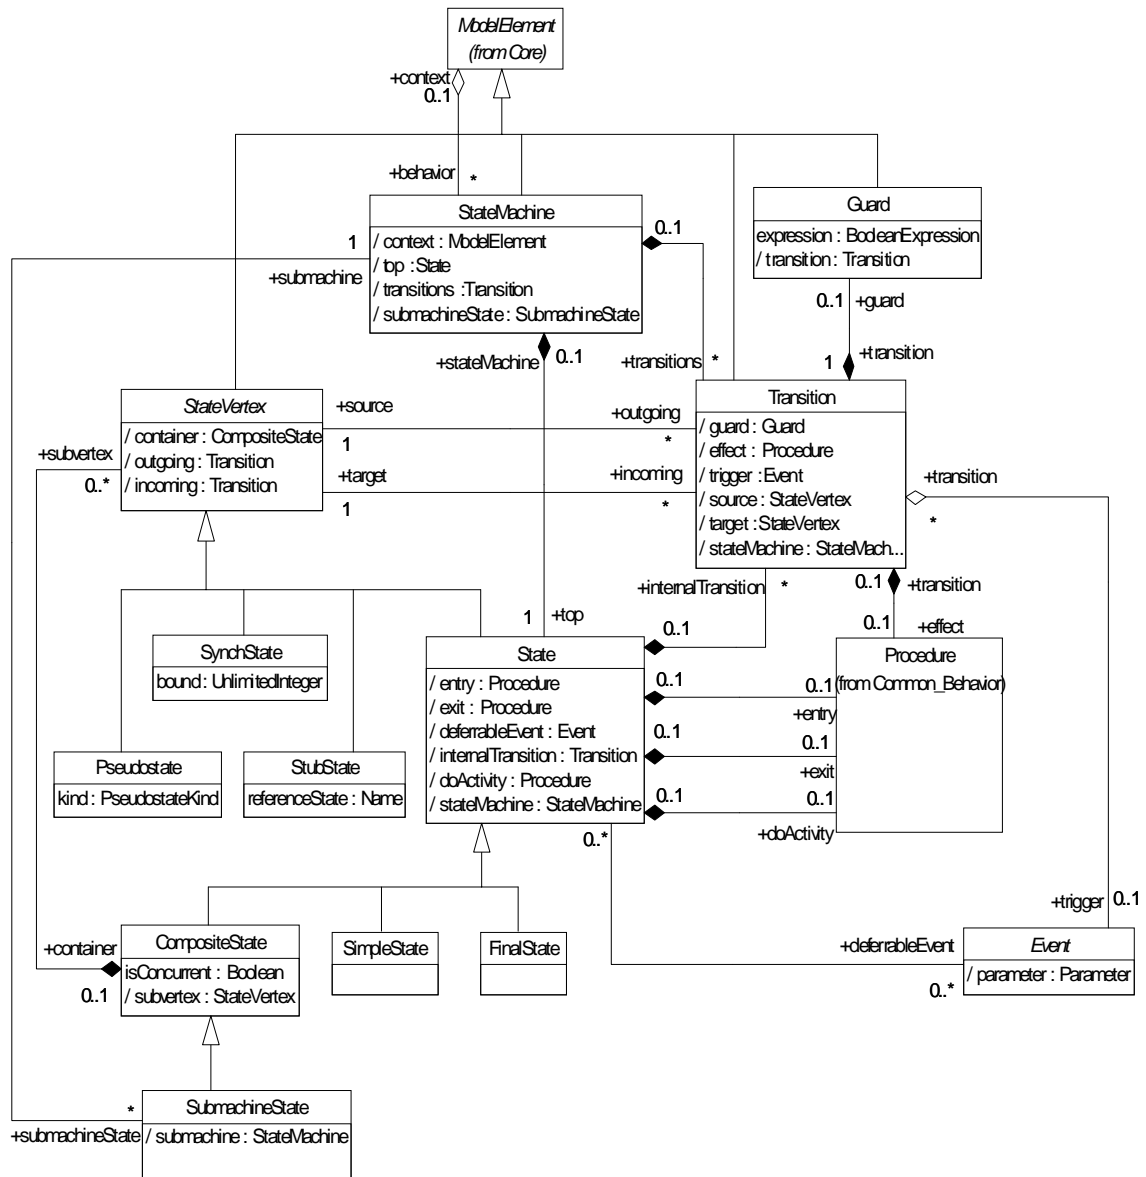 ModelElement
(from Core)
+context
0..1
+behavior
*
StateMachine
/ context : ModelElement
/ top : State
/ transitions : Transition
/ submachineState : SubmachineState
1
+submachine
0..1
Guard
expression : BooleanExpression
/ transition : Transition
0..1
+guard
+stateMachine
0..1
+transitions
*
1
+transition
StateVertex
/ container : CompositeState
/ outgoing : Transition
/ incoming : Transition
+source
1
+outgoing
*
+target
1
+incoming
*
+subvertex
0..*
Transition
/ guard : Guard
/ effect : Procedure
/ trigger : Event
/ source : StateVertex
/ target : StateVertex
/ stateMachine : StateMach...
+transition
*
+internalTransition
*
0..1
+transition
0..1
+effect
1
+top
SynchState
bound : UnlimitedInteger
State
/ entry : Procedure
/ exit : Procedure
/ deferrableEvent : Event
/ internalTransition : Transition
/ doActivity : Procedure
/ stateMachine : StateMachine
0..1
0..1
0..1
+entry
0..1
0..1
+exit
0..1
0..1
+doActivity
Procedure
(from Common_Behavior)
Pseudostate
kind : PseudostateKind
StubState
referenceState : Name
0..*
+trigger
0..1
+container
0..1
CompositeState
isConcurrent : Boolean
/ subvertex : StateVertex
SimpleState
FinalState
+deferrableEvent
0..*
Event
/ parameter : Parameter
*
+submachineState
SubmachineState
/ submachine : StateMachine